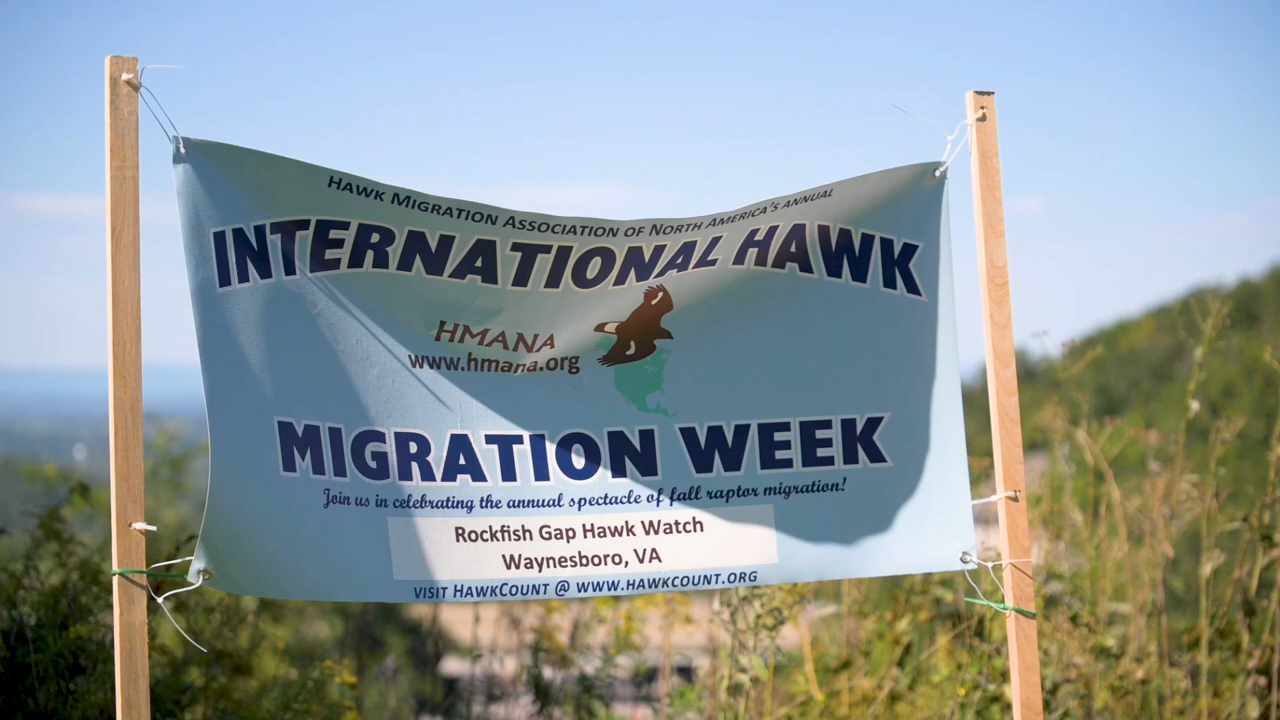 HAWK MIGRATION ASSOCIATION OF NORTH AMERICA'S ANNUAL
INTERNATIONAL HAWK
HMANA
www.hmana.org
MIGRATION WEEK
Join us in celebrating the annual spectacle of fall raptor migration!
Rockfish Gap Hawk Watch
Waynesboro, VA
VISIT HAWKCOUNT @ WWW.HAWKCOUNT.ORG